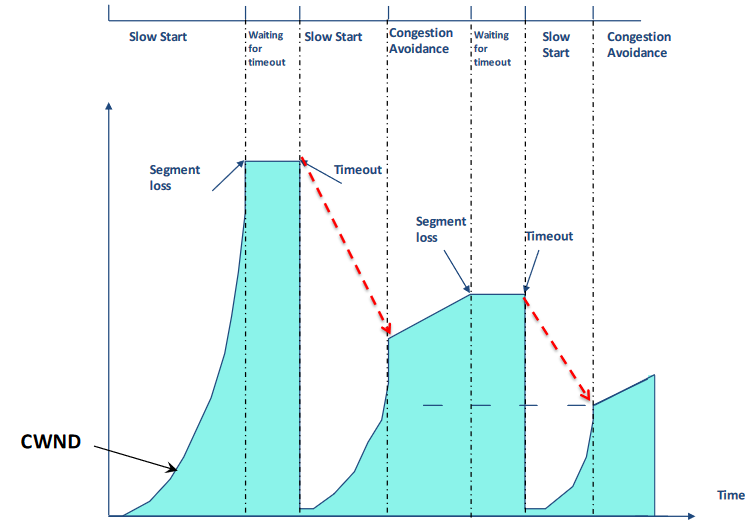 Slow Start
Waiting
for
timeout
Slow Start
Congestion
Avoidance
Waiting
for
timeout
Slow
Start
Congestion
Avoidance
Segment
loss
Timeout
Segment
loss
Timeout
CWND
Time